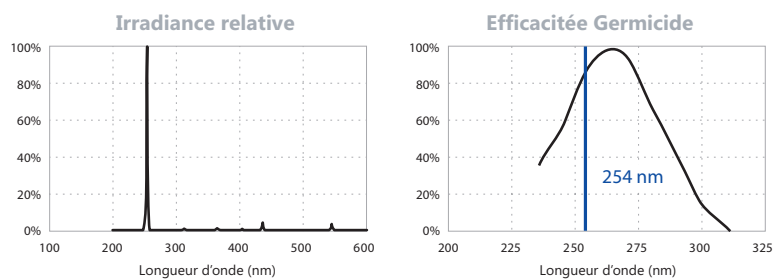 Irradiance relative
100%
80%
60%
40%
20%
0%
100 200 300 400 500 600
Longueur d'onde (nm)
Efficacitée Germicide
100%
80%
60%
40%
20%
0%
254 nm
200 225 250 275 300 325
Longueur d'onde (nm)